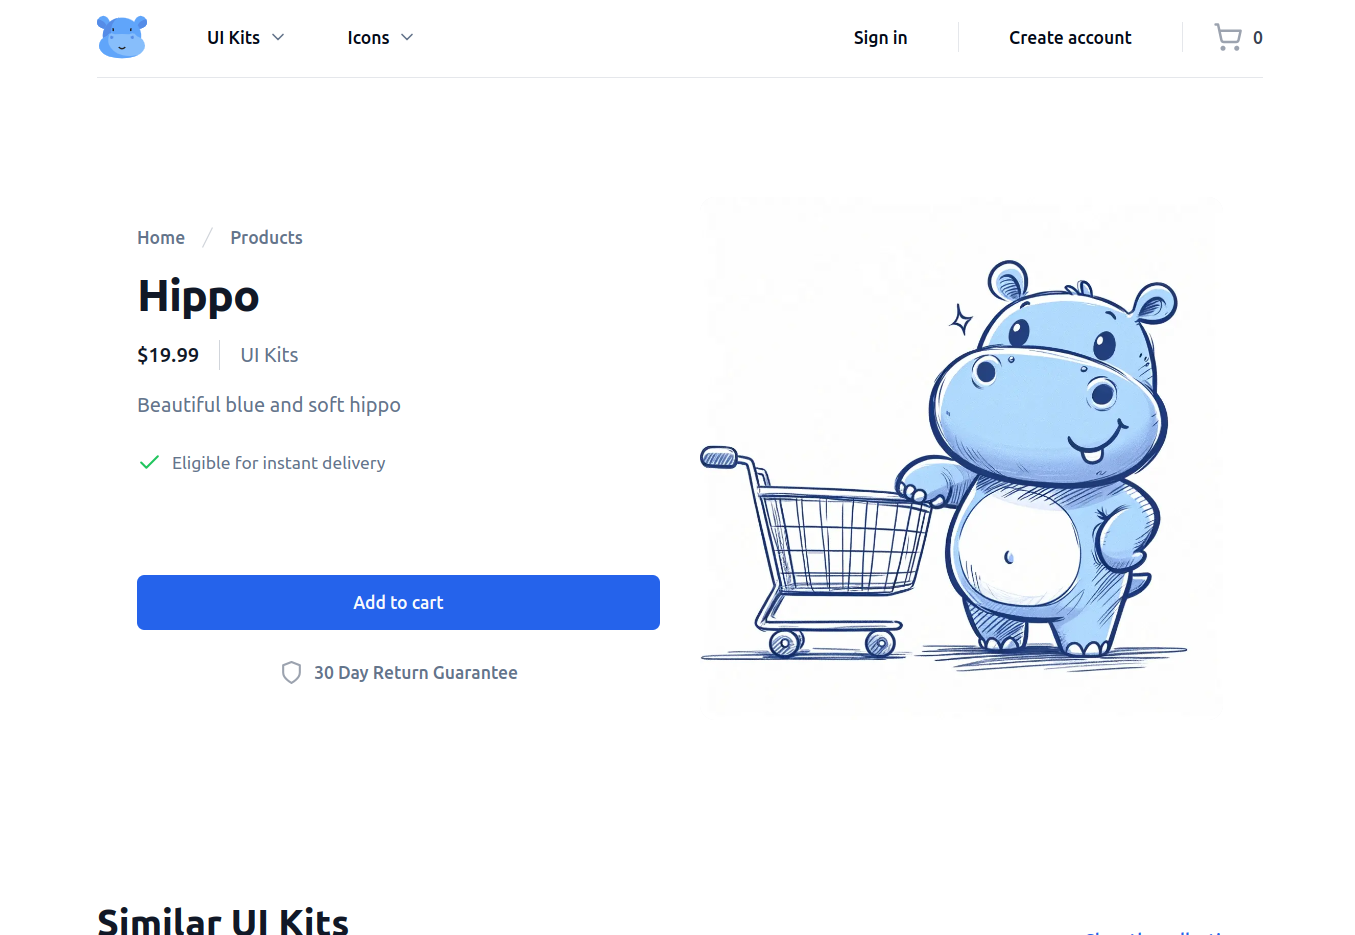 UI Kits
Icons
Sign in
Create account
0
Home / Products
Hippo
$19.99
UI Kits
Beautiful blue and soft hippo
Eligible for instant delivery
Add to cart
30 Day Return Guarantee
Similar UI Kits